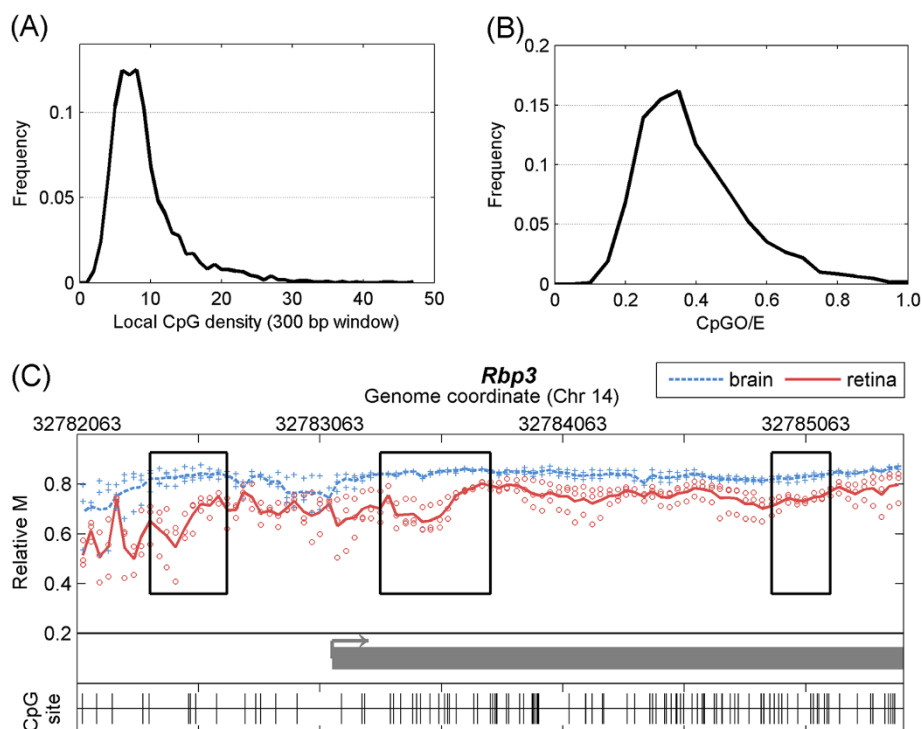 (A)
Frequency
0.1
0.05
0
0 10 20 30 40 50
Local CpG density (300 bp window)
(B)
Frequency
0.2
0.15
0.1
0.05
0
0 0.2 0.4 0.6 0.8 1.0
CpGO/E
(C)
Rbp3
Genome coordinate (Chr 14)
brain retina
32782063 32783063 32784063 32785063
Relative M
0.8
0.6
0.4
0.2
CpG
site